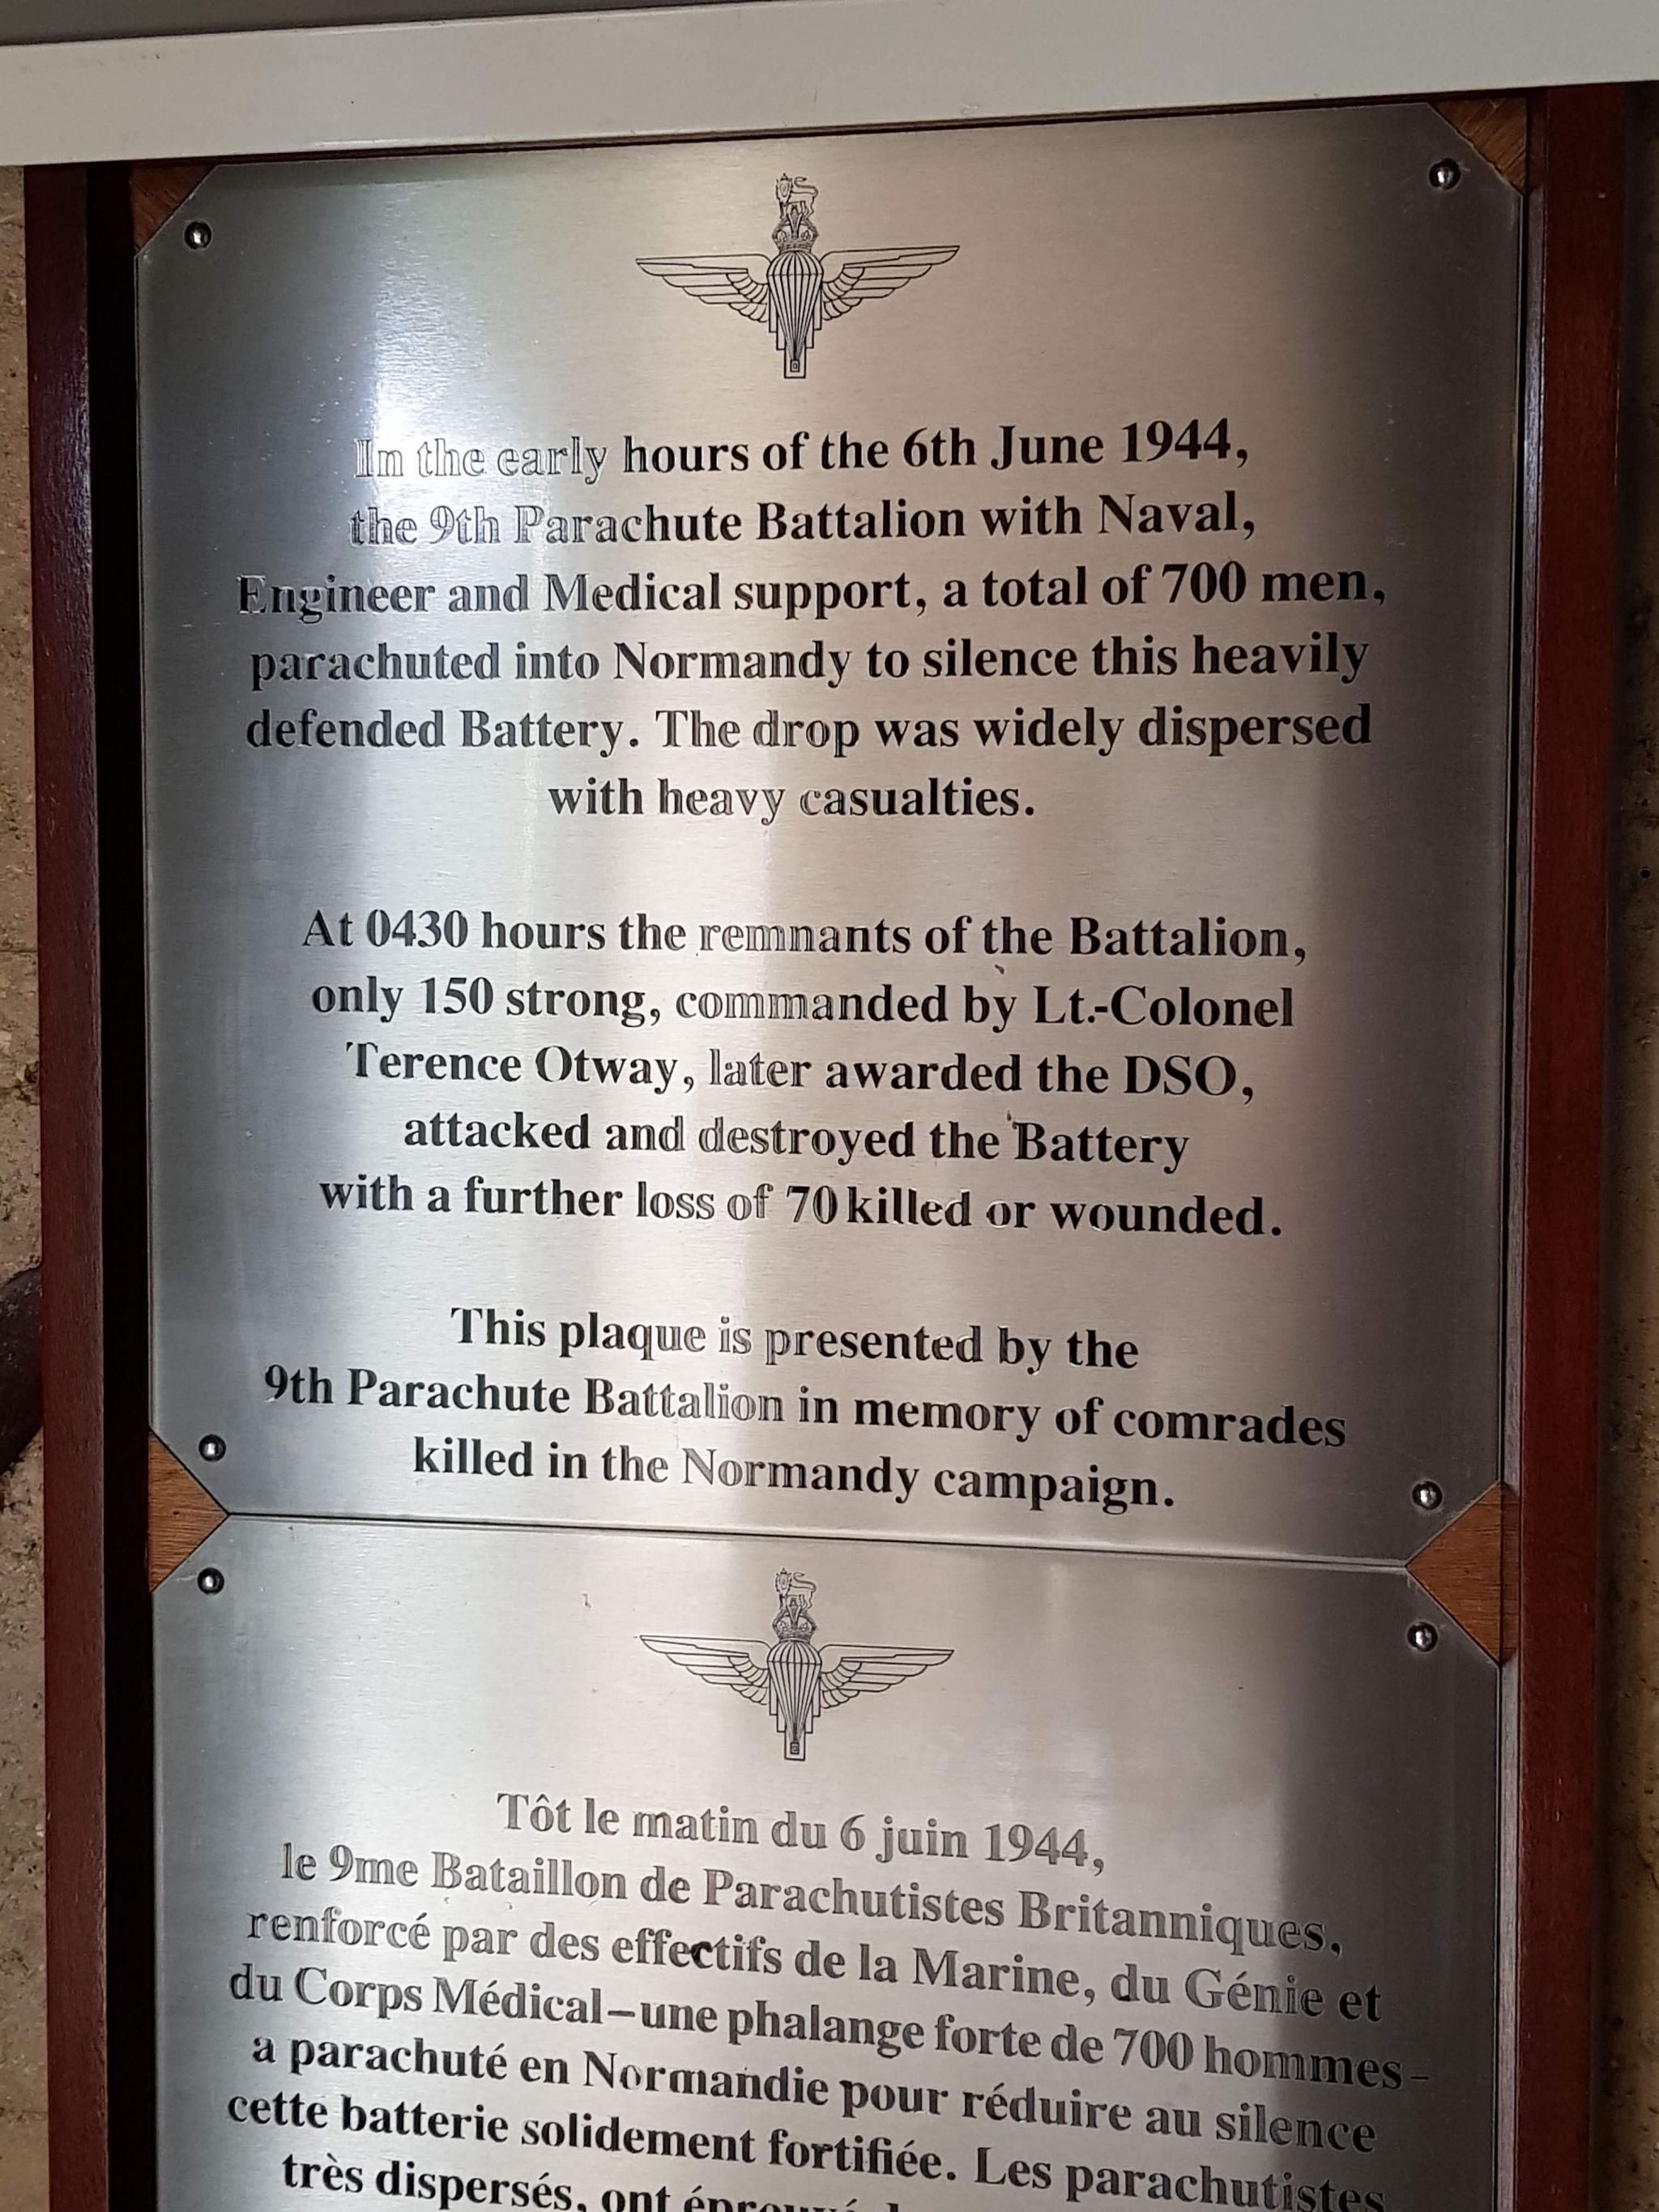 In the early hours of the 6th June 1944,
the 9th Parachute Battalion with Naval,
Engineer and Medical support, a total of 700 men,
parachuted into Normandy to silence this heavily
defended Battery. The drop was widely dispersed
with heavy casualties.
At 0430 hours the remnants of the Battalion,
only 150 strong, commanded by Lt.-Colonel
Terence Otway, later awarded the DSO,
attacked and destroyed the Battery
with a further loss of 70 killed or wounded.
This plaque is presented by the
9th Parachute Battalion in memory of comrades
killed in the Normandy campaign.
Tôt le matin du 6 juin 1944,
le 9me Bataillon de Parachutistes Britanniques,
renforcé par des effectifs de la Marine, du Génie et
du Corps Médical–une phalange forte de 700 hommes–
a parachuté en Normandie pour réduire au silence
cette batterie solidement fortifiée. Les parachutistes
très dispersés, ont